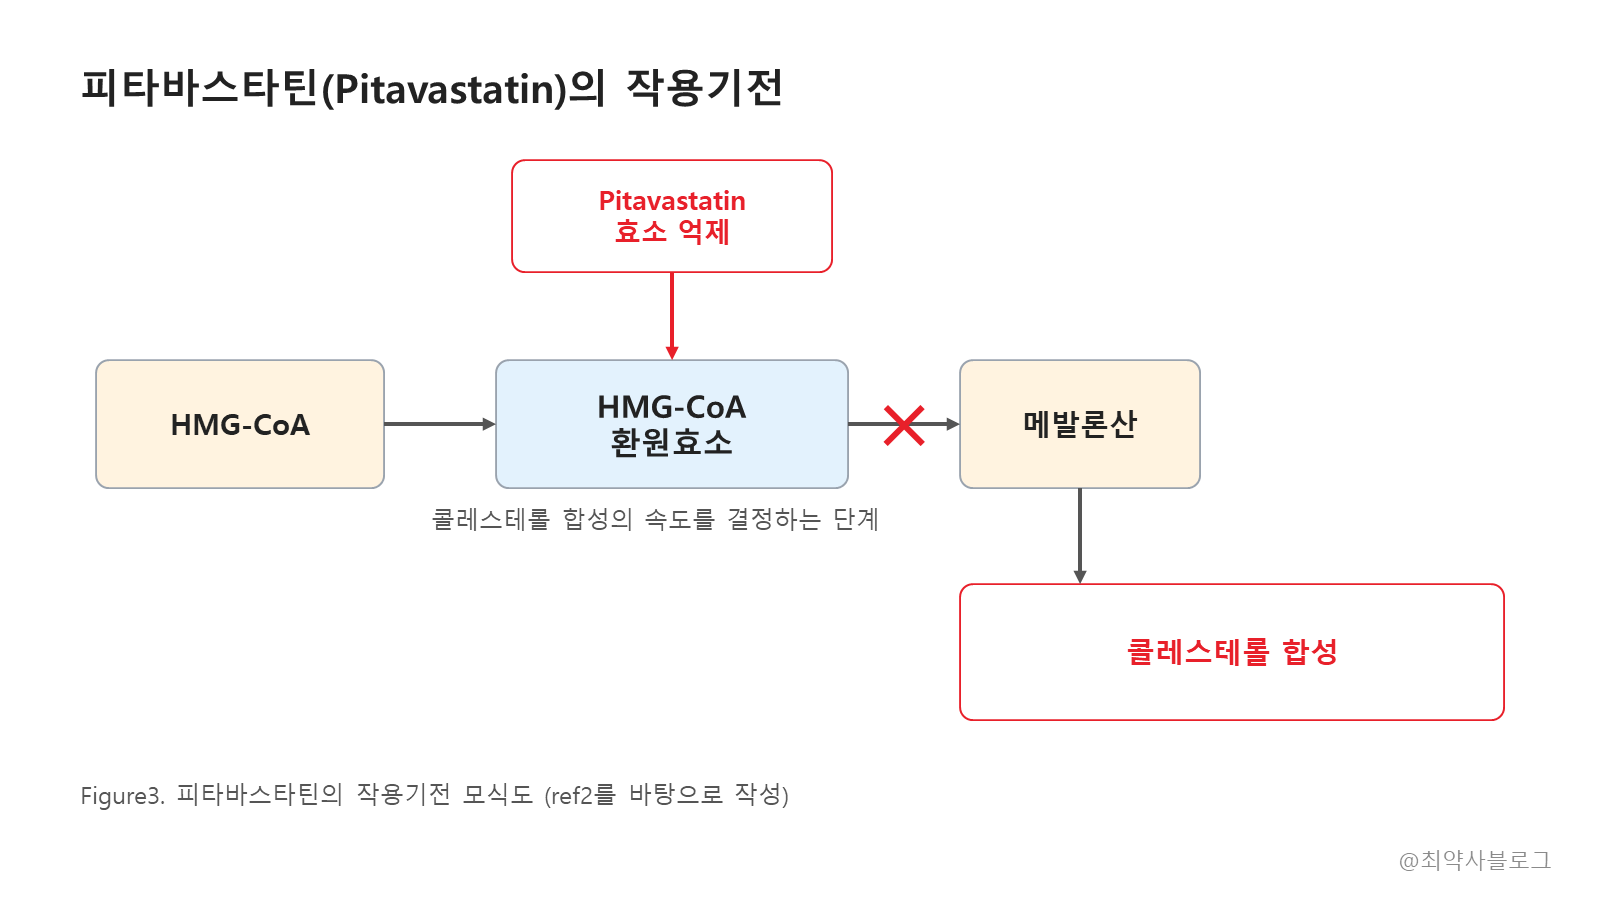 피타바스타틴(Pitavastatin)의 작용기전
Pitavastatin
효소 억제
HMG-CoA
HMG-CoA
환원효소
메발론산
콜레스테롤 합성의 속도를 결정하는 단계
콜레스테롤 합성
Figure3. 피타바스타틴의 작용기전 모식도 (ref2를 바탕으로 작성)
@최약사블로그